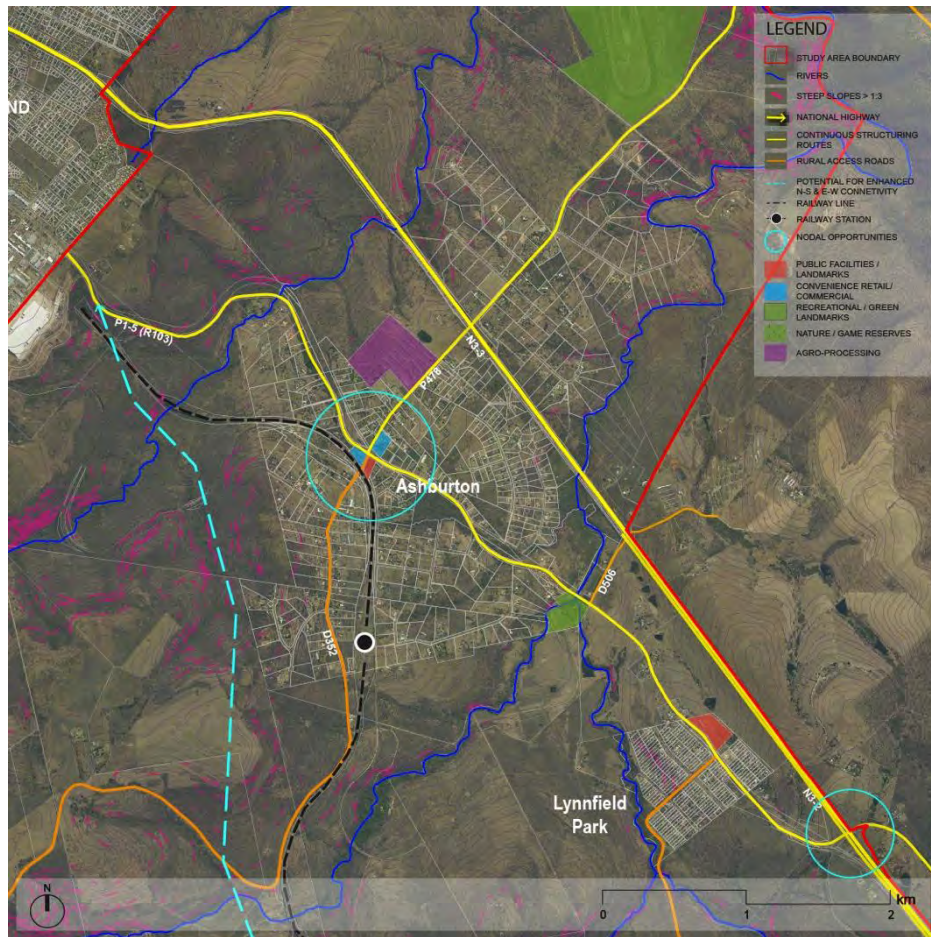 LEGEND
STUDY AREA BOUNDARY
RIVERS
STEEP SLOPES > 1:3
NATIONAL HIGHWAY
CONTINUOUS STRUCTURING
ROUTES
RURAL ACCESS ROADS
POTENTIAL FOR ENHANCED
N-S & E-W CONNETIVITY
RAILWAY LINE
RAILWAY STATION
NODAL OPPORTUNITIES
PUBLIC FACILITIES /
LANDMARKS
CONVENIENCE RETAIL/
COMMERCIAL
RECREATIONAL / GREEN
LANDMARKS
NATURE / GAME RESERVES
AGRO-PROCESSING
ND
P1-5 (R103)
N3-3
P478
Ashburton
D506
D352
Lynnfield
Park
N3-2
N
0 1 2
km